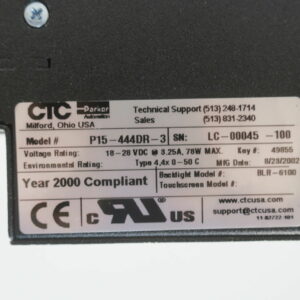 1
CTC Parker
Automation
Milford, Ohio USA
Technical Support (513) 248-1714
Sales (513) 831-2340
Model # P15-444DR-3 SN: LC-00045 -100
Voltage Rating: 18-28 VDC @ 3.25A, 78W MAX. Key #: 49855
Environmental Rating: Type 4,4x 0-50 C Mfg Date: 8/29/2002
Year 2000 Compliant
Backlight Model #: BLR-6100
Touchscreen Model #:
CE C RU US
www.ctcusa.com
support@ctcusa.com